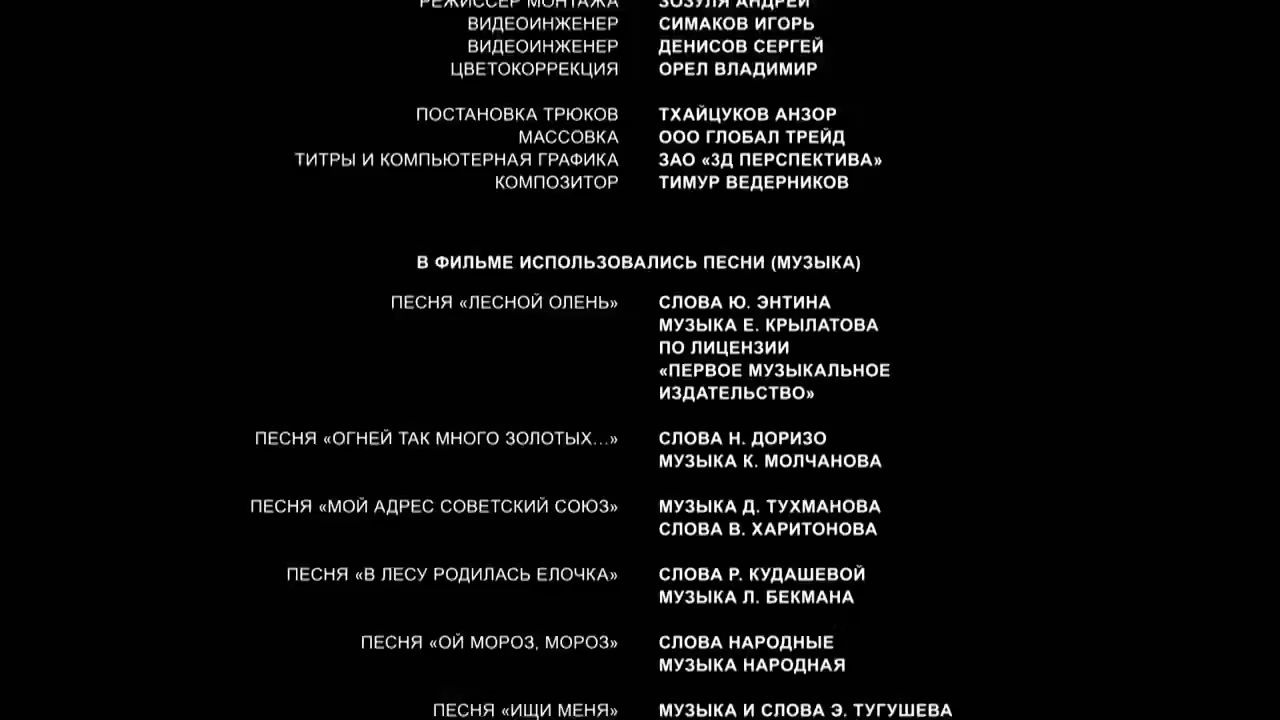 РЕЖИССЕР МОНТАЖА ЗОЗУЛЯ АНДРЕЙ
ВИДЕОИНЖЕНЕР СИМАКОВ ИГОРЬ
ВИДЕОИНЖЕНЕР ДЕНИСОВ СЕРГЕЙ
ЦВЕТОКОРРЕКЦИЯ ОРЕЛ ВЛАДИМИР
ПОСТАНОВКА ТРЮКОВ ТХАЙЦУКОВ АНЗОР
МАССОВКА ООО ГЛОБАЛ ТРЕЙД
ТИТРЫ И КОМПЬЮТЕРНАЯ ГРАФИКА ЗАО «3Д ПЕРСПЕКТИВА»
КОМПОЗИТОР ТИМУР ВЕДЕРНИКОВ
В ФИЛЬМЕ ИСПОЛЬЗОВАЛИСЬ ПЕСНИ (МУЗЫКА)
ПЕСНЯ «ЛЕСНОЙ ОЛЕНЬ» СЛОВА Ю. ЭНТИНА
МУЗЫКА Е. КРЫЛАТОВА
ПО ЛИЦЕНЗИИ
«ПЕРВОЕ МУЗЫКАЛЬНОЕ
ИЗДАТЕЛЬСТВО»
ПЕСНЯ «ОГНЕЙ ТАК МНОГО ЗОЛОТЫХ...» СЛОВА Н. ДОРИЗО
МУЗЫКА К. МОЛЧАНОВА
ПЕСНЯ «МОЙ АДРЕС СОВЕТСКИЙ СОЮЗ» МУЗЫКА Д. ТУХМАНОВА
СЛОВА В. ХАРИТОНОВА
ПЕСНЯ «В ЛЕСУ РОДИЛАСЬ ЕЛОЧКА» СЛОВА Р. КУДАШЕВОЙ
МУЗЫКА Л. БЕКМАНА
ПЕСНЯ «ОЙ МОРОЗ, МОРОЗ» СЛОВА НАРОДНЫЕ
МУЗЫКА НАРОДНАЯ
ПЕСНЯ «ИЩИ МЕНЯ» МУЗЫКА И СЛОВА Э. ТУГУШЕВА